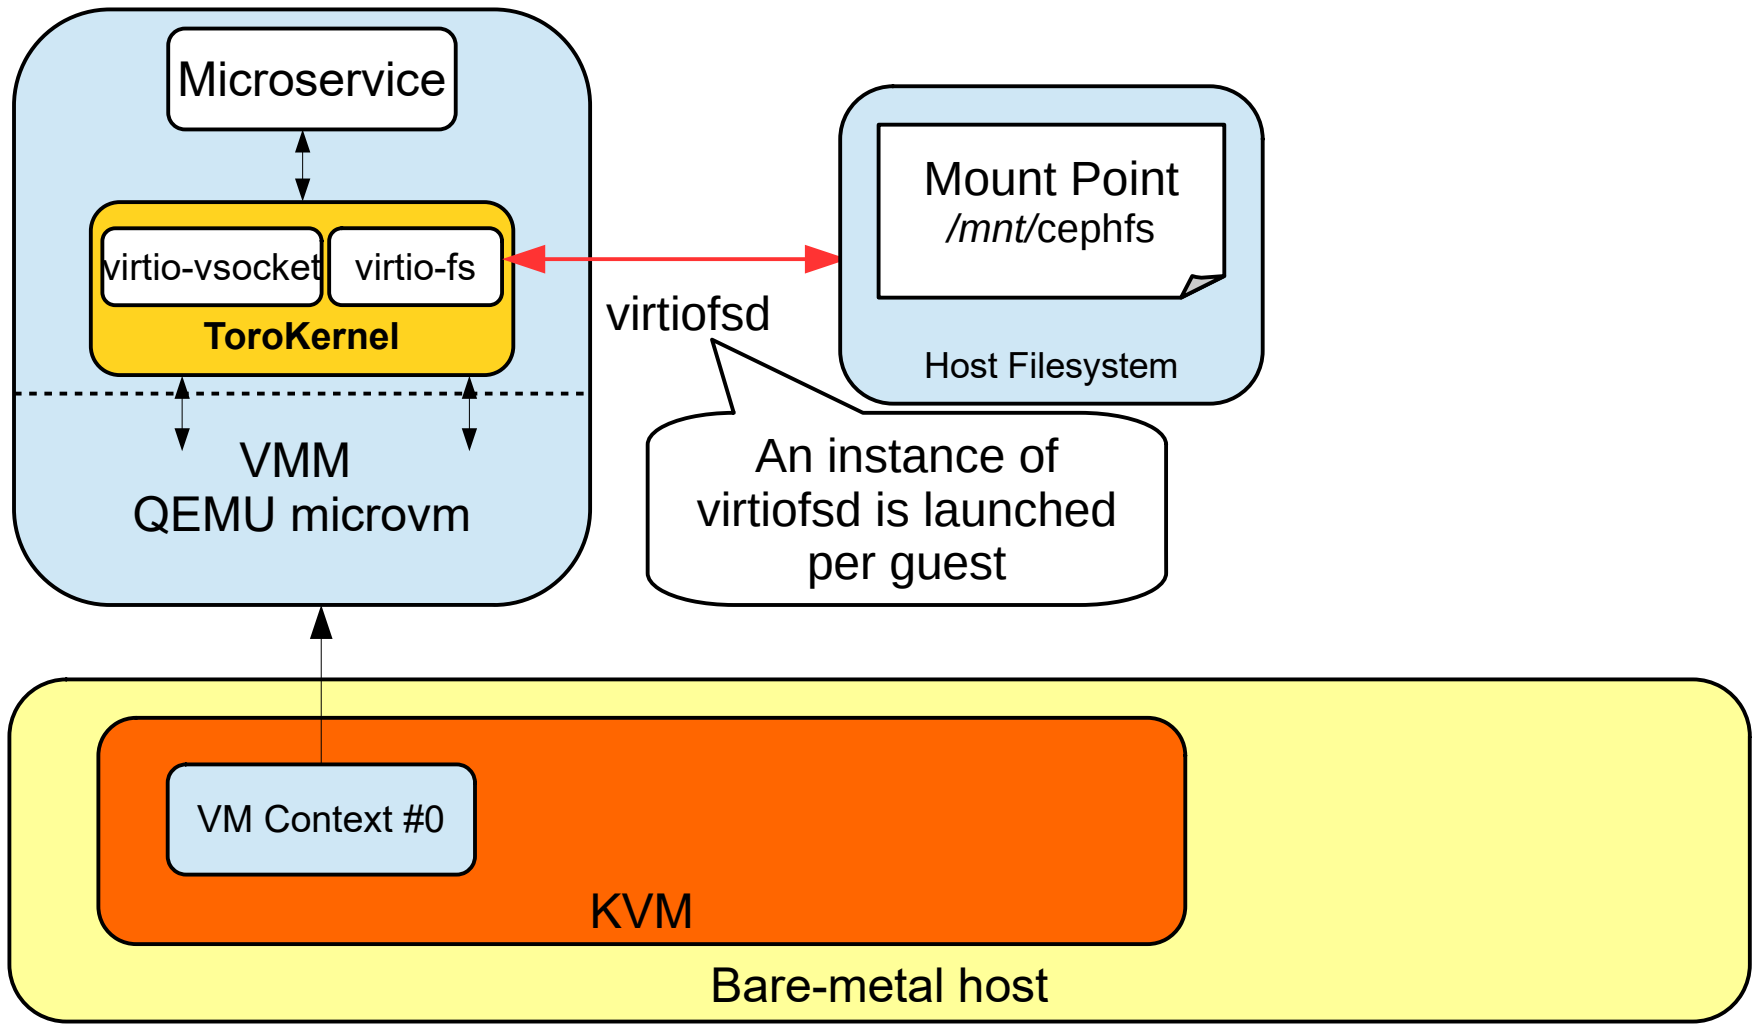 Microservice
virtio-vsocket
virtio-fs
ToroKernel
VMM
QEMU microvm
virtiofsd
Mount Point
/mnt/cephfs
Host Filesystem
An instance of
virtiofsd is launched
per guest
VM Context #0
KVM
Bare-metal host